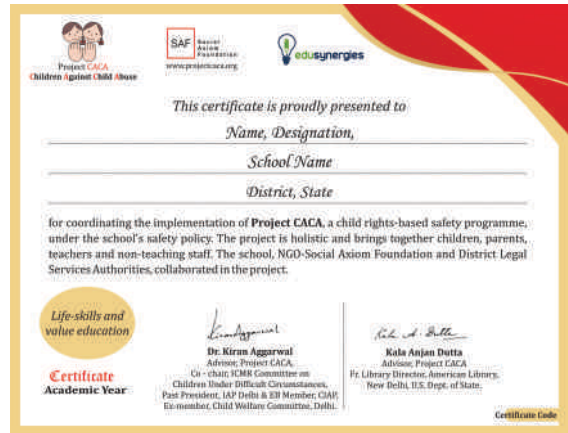 Project CACA
Children Against Child Abuse
SAF Social Axiom Foundation
www.projectcaca.org
edusynergies
This certificate is proudly presented to
Name, Designation,
School Name
District, State
for coordinating the implementation of Project CACA, a child rights-based safety programme,
under the school's safety policy. The project is holistic and brings together children, parents,
teachers and non-teaching staff. The school, NGO-Social Axiom Foundation and District Legal
Services Authorities, collaborated in the project.
Life-skills and
value education
Certificate
Academic Year
Kiran Aggarwal
Dr. Kiran Aggarwal
Advisor, Project CACA,
Co - chair, ICMR Committee on
Children Under Difficult Circumstances,
Past President, IAP Delhi & EB Member, CIAP,
Ex-member, Child Welfare Committee, Delhi.
Kala A. Dutta
Kala Anjan Dutta
Advisor, Project CACA
Fr. Library Director, American Library,
New Delhi, U.S. Dept. of State.
Certificate Code